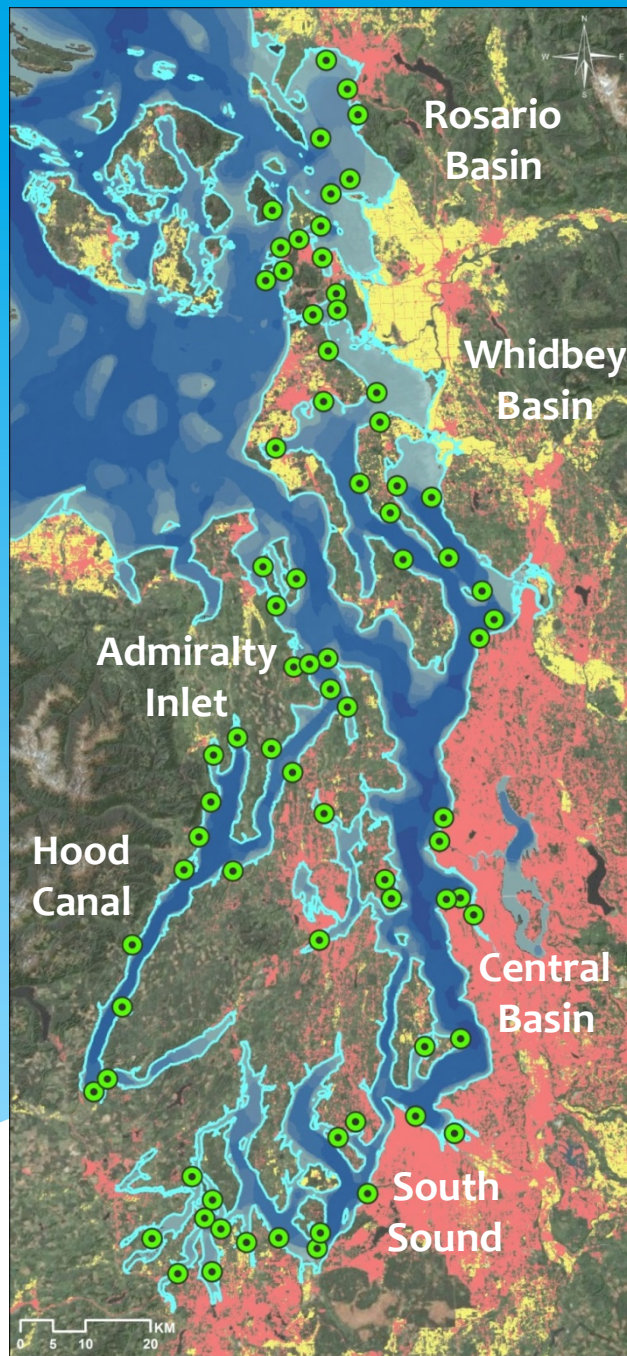 N
W E
S
Rosario
Basin
Whidbey
Basin
Admiralty
Inlet
Hood
Canal
Central
Basin
South
Sound
KM
0 5 10 20